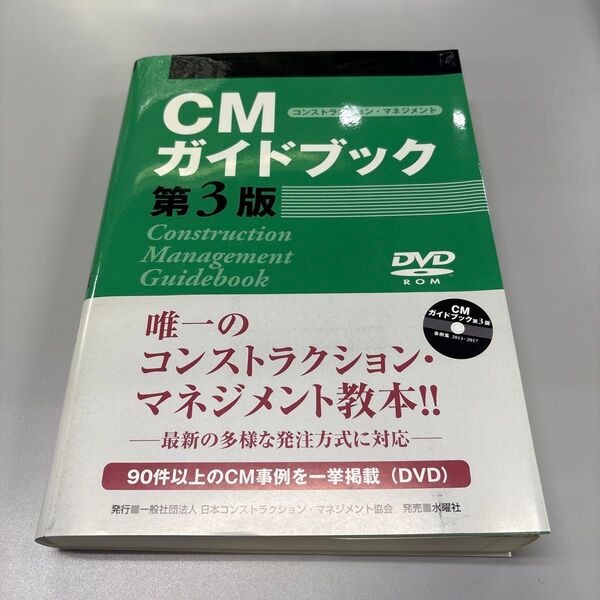 CM
コンストラクション・マネジメント
ガイドブック
第3版
Construction
Management
Guidebook
DVD
ROM
CM
ガイドブック第3版
事例集 2013～2017
唯一の
コンストラクション・
マネジメント教本!!
―最新の多様な発注方式に対応―
90件以上のCM事例を一挙掲載（DVD）
発行■一般社団法人 日本コンストラクション・マネジメント協会 発売■水曜社